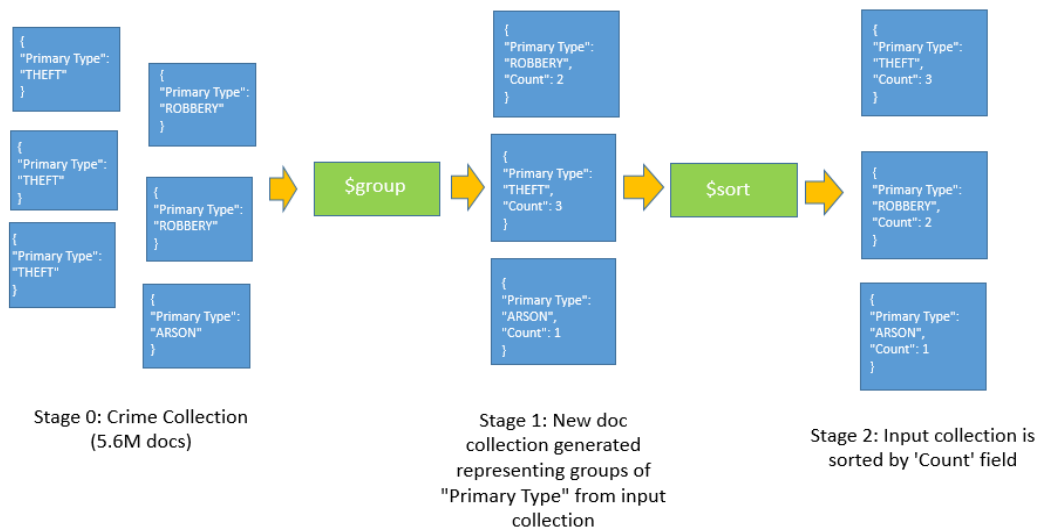 {
"Primary Type":
"THEFT"
}
{
"Primary Type":
"ROBBERY"
}
{
"Primary Type":
"THEFT"
}
{
"Primary Type":
"ROBBERY"
}
{
"Primary Type":
"THEFT"
}
{
"Primary Type":
"ARSON"
}
Stage 0: Crime Collection
(5.6M docs)
$group
{
"Primary Type":
"ROBBERY",
"Count": 2
}
{
"Primary Type":
"THEFT",
"Count": 3
}
{
"Primary Type":
"ARSON",
"Count": 1
}
Stage 1: New doc
collection generated
representing groups of
"Primary Type" from input
collection
$sort
{
"Primary Type":
"THEFT",
"Count": 3
}
{
"Primary Type":
"ROBBERY",
"Count": 2
}
{
"Primary Type":
"ARSON",
"Count": 1
}
Stage 2: Input collection is
sorted by 'Count' field